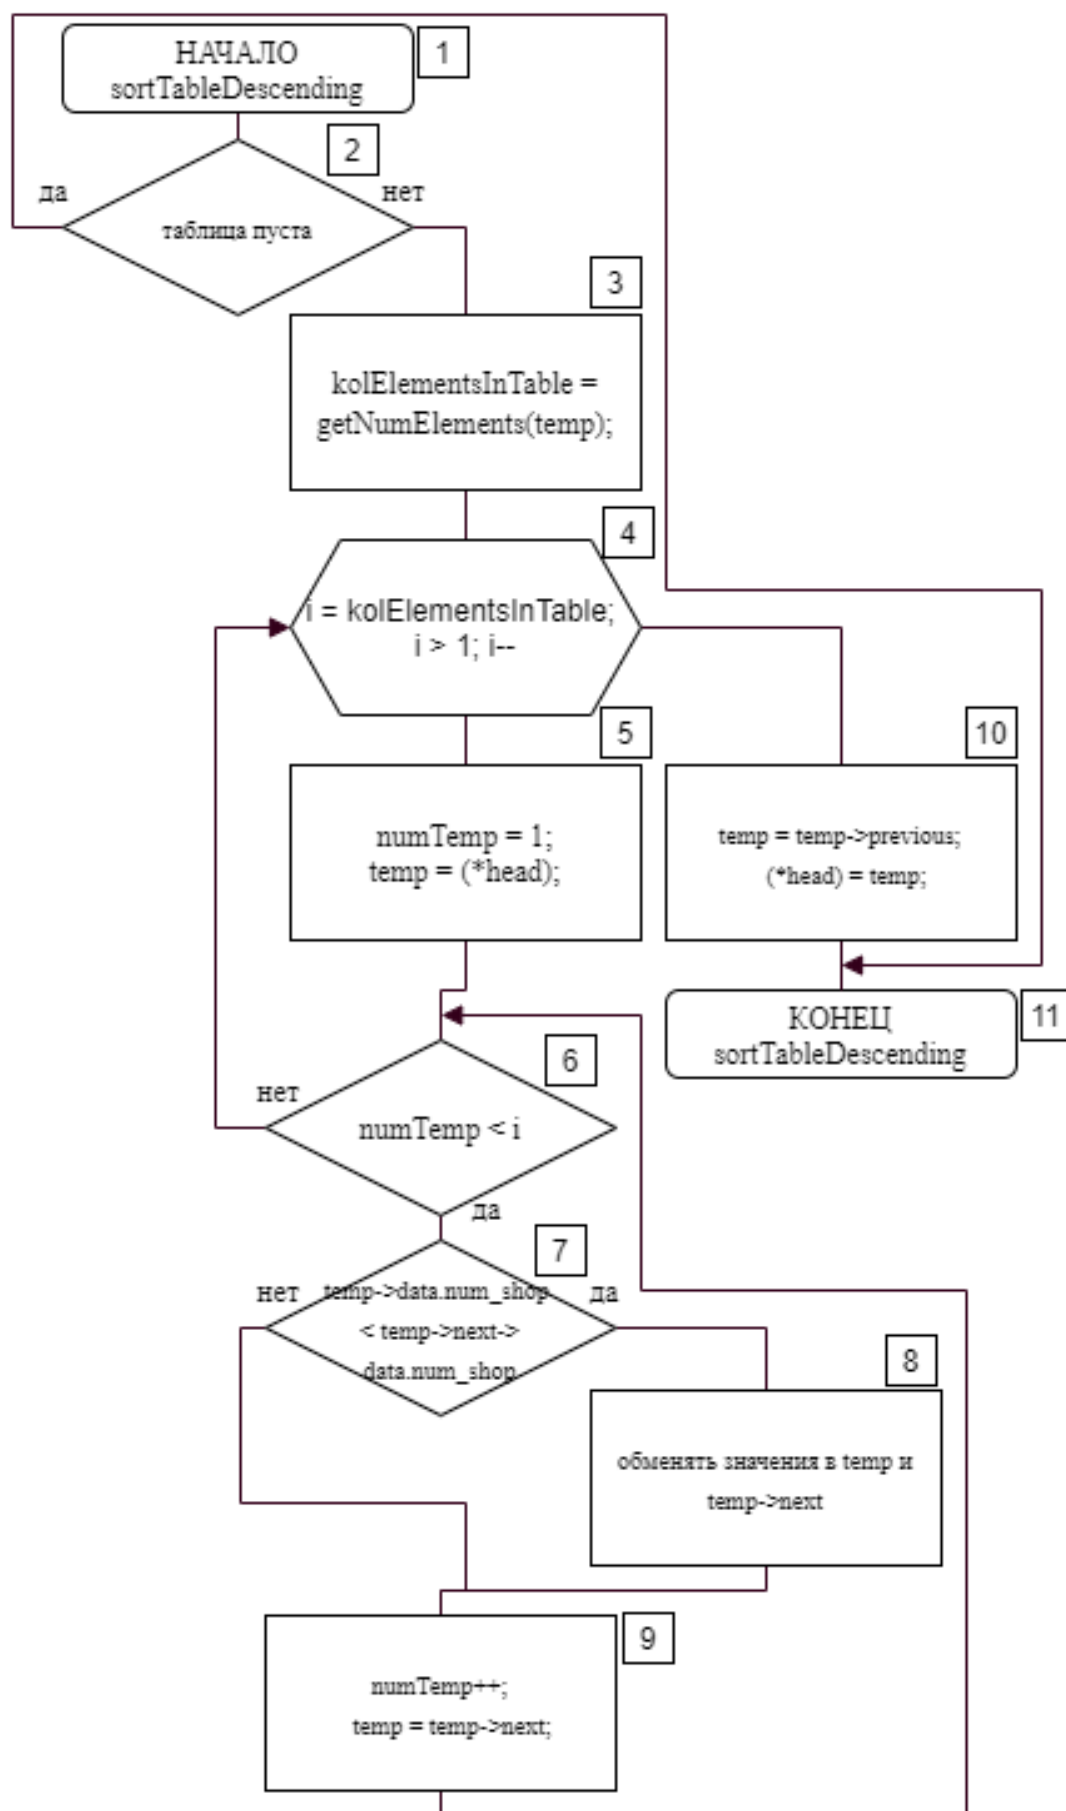 НАЧАЛО
sortTableDescending
1
2
да
нет
таблица пуста
3
kolElementsInTable =
getNumElements(temp);
4
i = kolElementsInTable;
i > 1; i--
5
numTemp = 1;
temp = (*head);
10
temp = temp->previous;
(*head) = temp;
КОНЕЦ
sortTableDescending
11
6
нет
numTemp < i
да
7
нет
temp->data.num_shop
< temp->next->
data.num_shop
да
8
обменять значения в temp и
temp->next
9
numTemp++;
temp = temp->next;